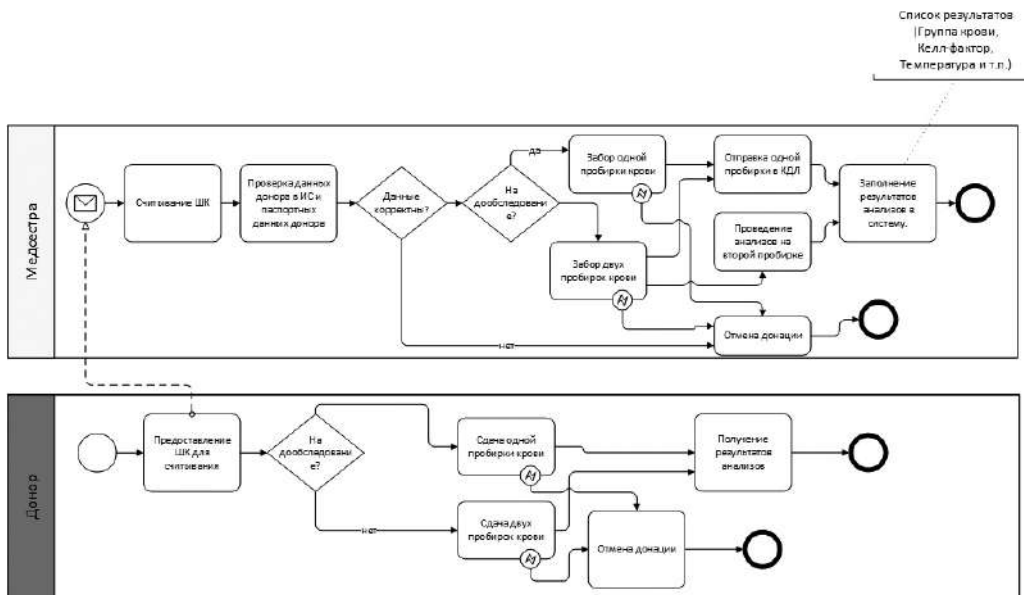 Список результатов
(Группа крови,
Келл-фактор,
Температура и т.п.)
Медсестра
Считывание ШК
Проверка данных
донора в ИС и
паспортных
данных донора
Данные
корректны?
На
дообследовани
е?
да
Забор одной
пробирки крови
Отправка одной
пробирки в КДЛ
Заполнение
результатов
анализов в
систему.
Забор двух
пробирок крови
Проведение
анализов на
второй пробирке
нет
Отмена донации
Донор
Предоставление
ШК для
считывания
На
дообследовани
е?
Сдача одной
пробирки крови
Получение
результатов
анализов
нет
Сдача двух
пробирок крови
Отмена донации